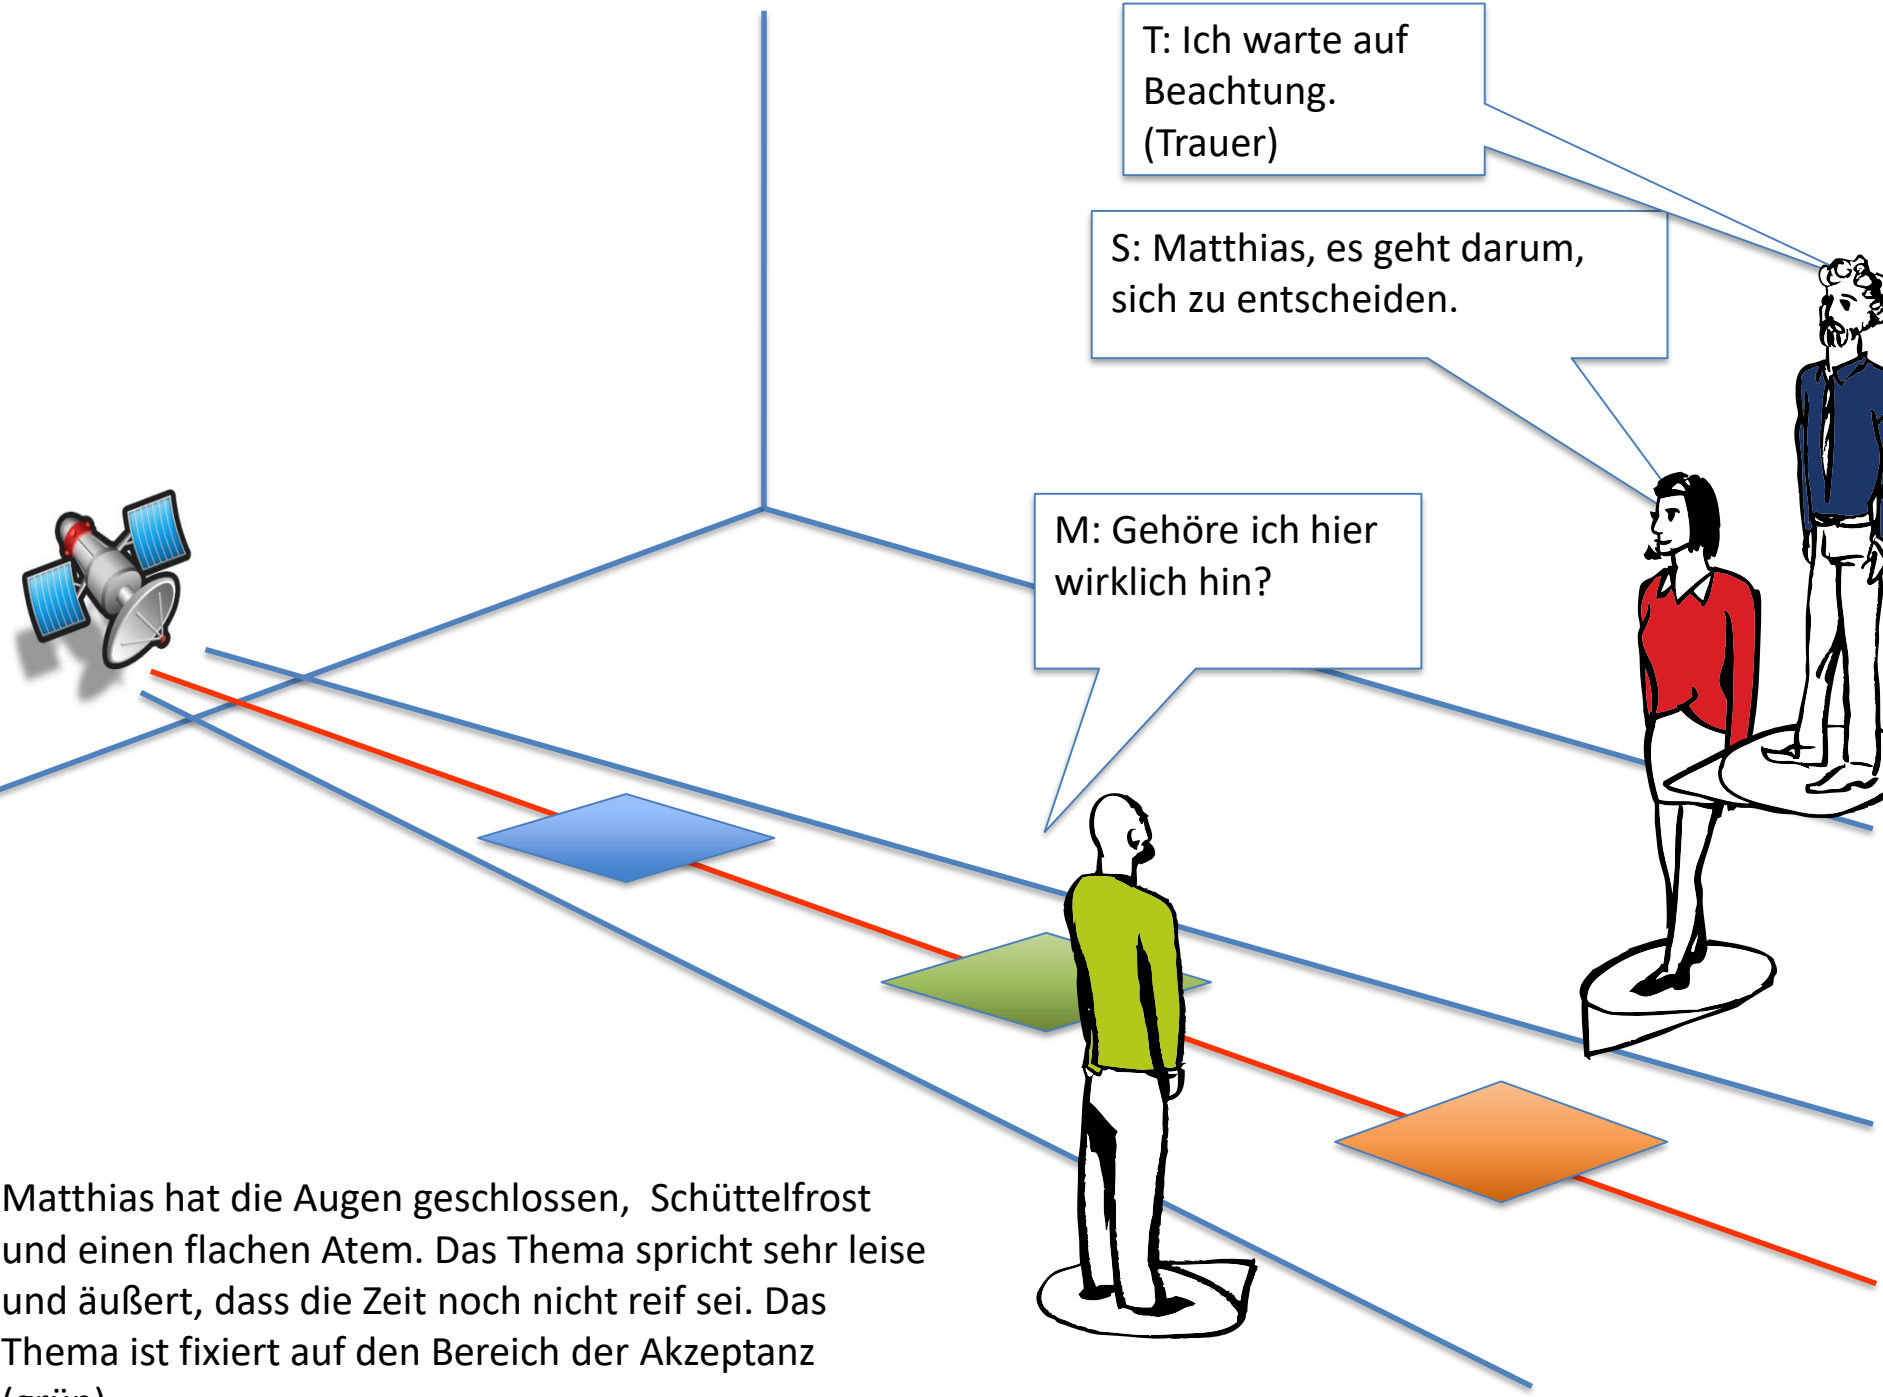 T: Ich warte auf
Beachtung.
(Trauer)
S: Matthias, es geht darum,
sich zu entscheiden.
M: Gehöre ich hier
wirklich hin?
Matthias hat die Augen geschlossen, Schüttelfrost
und einen flachen Atem. Das Thema spricht sehr leise
und äußert, dass die Zeit noch nicht reif sei. Das
Thema ist fixiert auf den Bereich der Akzeptanz
(grün)